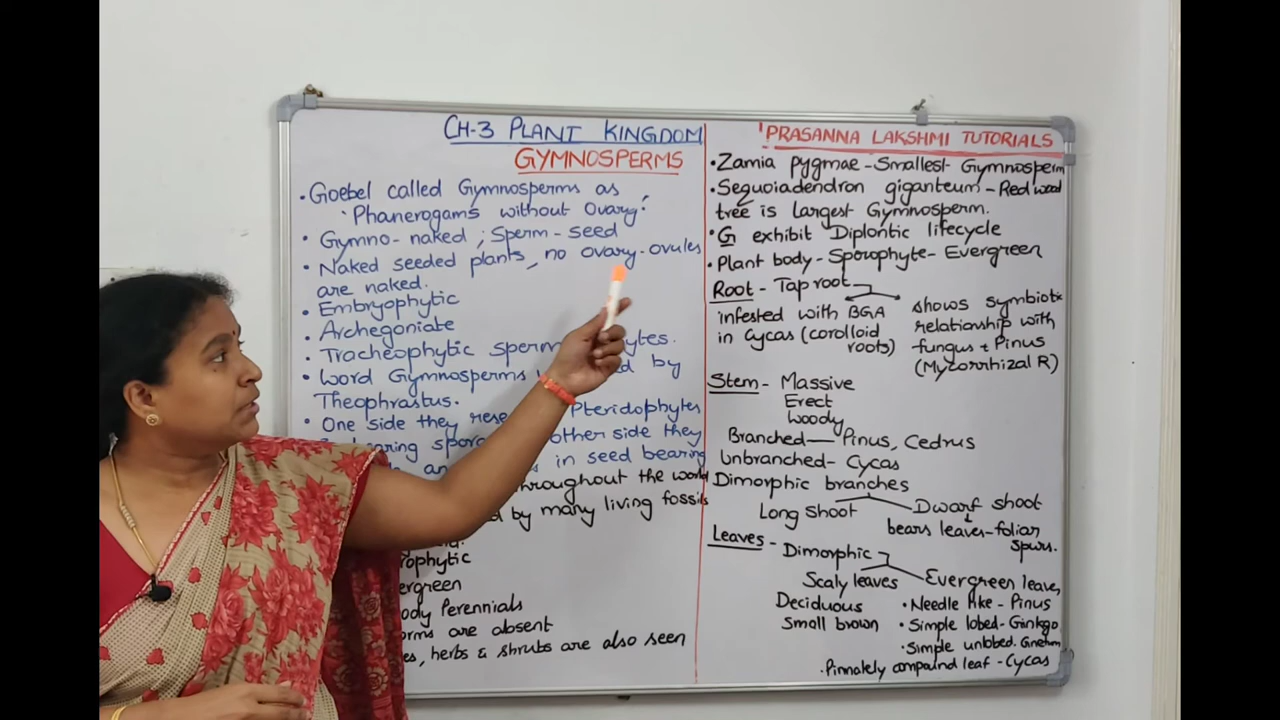 CH-3 PLANT KINGDOM
GYMNOSPERMS
• Goebel called Gymnosperms as
'Phanerogams without Ovary'.
• Gymno - naked ; Sperm - Seed
• Naked seeded plants, no ovary - ovules
are naked.
• Embryophytic
• Archegoniate
• Tracheophytic sperm ytes.
• Word Gymnosperms by
Theophrastus.
• One side they Pteridophytes
bearing other side they
in seed bearing
throughout the world
by many living fossils
Woody Perennials
are absent
herbs & shrubs are also seen
'PRASANNA LAKSHMI TUTORIALS
• Zamia pygmae - Smallest Gymnosperm
• Sequoiadendron giganteum - Red wood
tree is largest Gymnosperm.
• G exhibit Diplontic lifecycle
• Plant body - Sporophyte - Evergreen
Root - Tap root
infested with BGA
in Cycas (corolloid
roots)
shows symbiotic
relationship with
fungus + Pinus
(Mycorrhizal R)
Stem - Massive
Erect
Woody
Branched — Pinus, Cedrus
Unbranched - Cycas
Dimorphic branches
Long Shoot
Dwarf shoot
bears leaves - foliar
spurs.
Leaves - Dimorphic
Scaly leaves
Deciduous
Small brown
Evergreen leaves
• Needle like - Pinus
• Simple lobed - Ginkgo
• Simple unlobed. Gnetum
• Pinnately compound leaf - Cycas